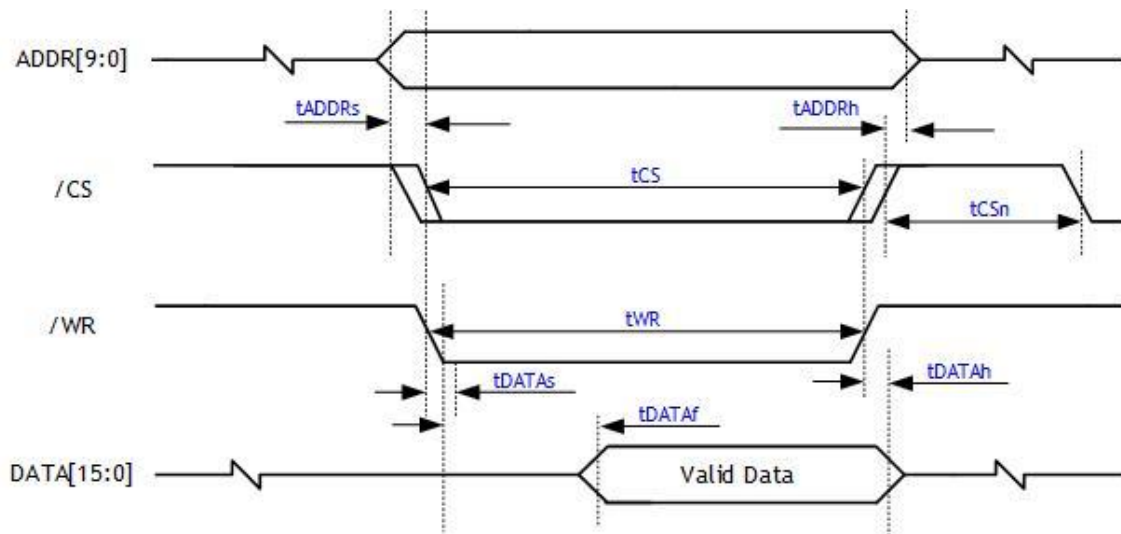 ADDR[9:0]
tADDRs
tADDRh
/CS
tCS
tCSn
/WR
tWR
tDATAs
tDATAh
tDATAf
DATA[15:0]
Valid Data